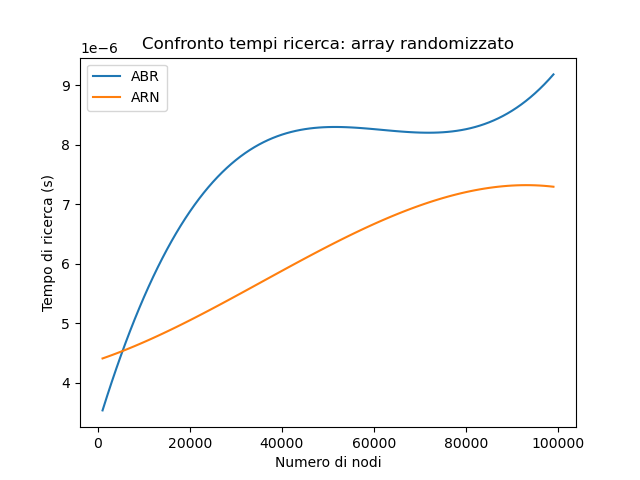 Confronto tempi ricerca: array randomizzato
1e−6
ABR
ARN
9
8
7
6
5
4
Tempo di ricerca (s)
0 20000 40000 60000 80000 100000
Numero di nodi